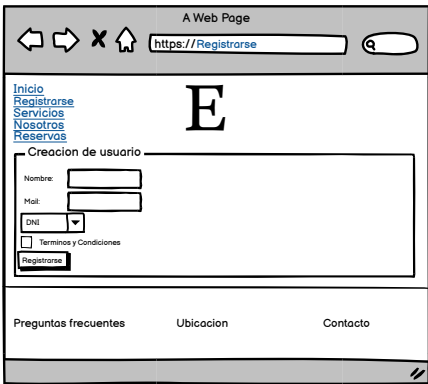 A Web Page
https://Registrarse
Inicio
Registrarse
Servicios
Nosotros
Reservas
E
Creacion de usuario
Nombre:
Mail:
DNI
Terminos y Condiciones
Registrarse
Preguntas frecuentes Ubicacion Contacto